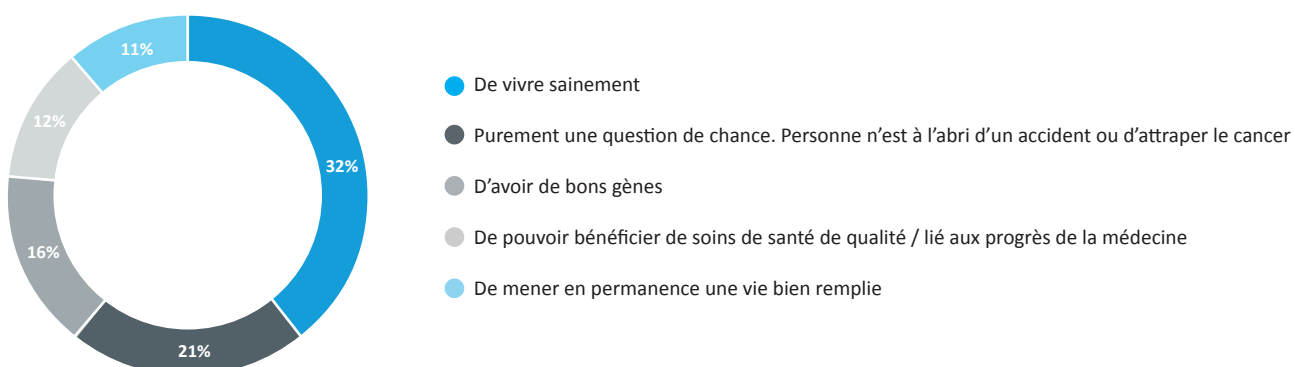 11%
12%
32%
16%
21%
De vivre sainement
Purement une question de chance. Personne n’est à l’abri d’un accident ou d’attraper le cancer
D’avoir de bons gènes
De pouvoir bénéficier de soins de santé de qualité / lié aux progrès de la médecine
De mener en permanence une vie bien remplie